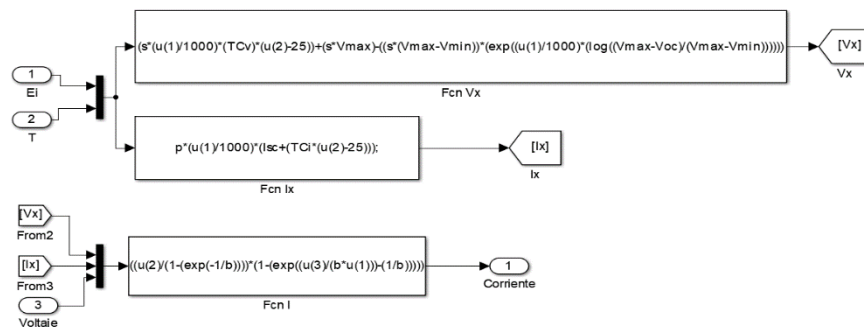 (s*(u(1)/1000)*(TCv)*(u(2)-25))+(s*Vmax)-((s*(Vmax-Vmin))*(exp((u(1)/1000)*(log((Vmax-Voc)/(Vmax-Vmin))))))
[Vx]
Vx
Fcn Vx
1
Ei
2
T
p*(u(1)/1000)*(Isc+(TCi*(u(2)-25)));
[Ix]
Ix
Fcn Ix
[Vx]
From2
[Ix]
From3
3
Voltaie
((u(2)/(1-(exp(-1/b))))*(1-(exp((u(3)/(b*u(1)))-(1/b)))))
Fcn I
1
Corriente